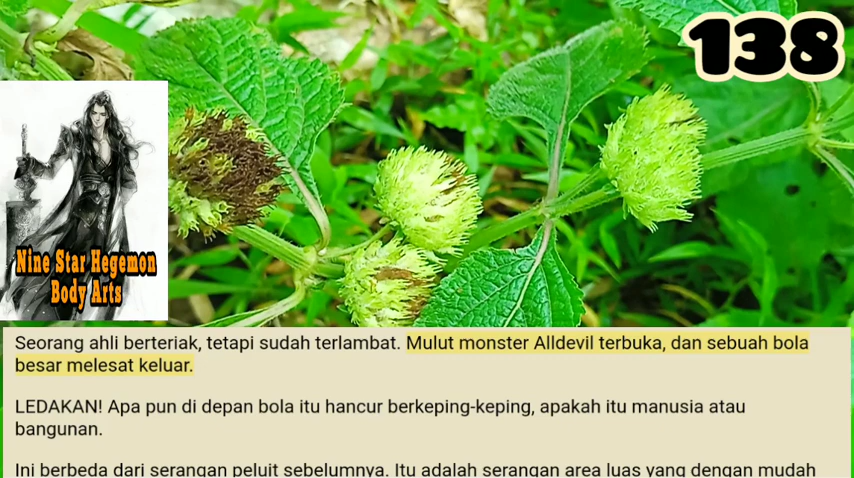 138
Nine Star Hegemon
Body Arts
Seorang ahli berteriak, tetapi sudah terlambat. Mulut monster Alldevil terbuka, dan sebuah bola
besar melesat keluar.
LEDAKAN! Apa pun di depan bola itu hancur berkeping-keping, apakah itu manusia atau
bangunan.
Ini berbeda dari serangan peluit sebelumnya. Itu adalah serangan area luas yang dengan mudah